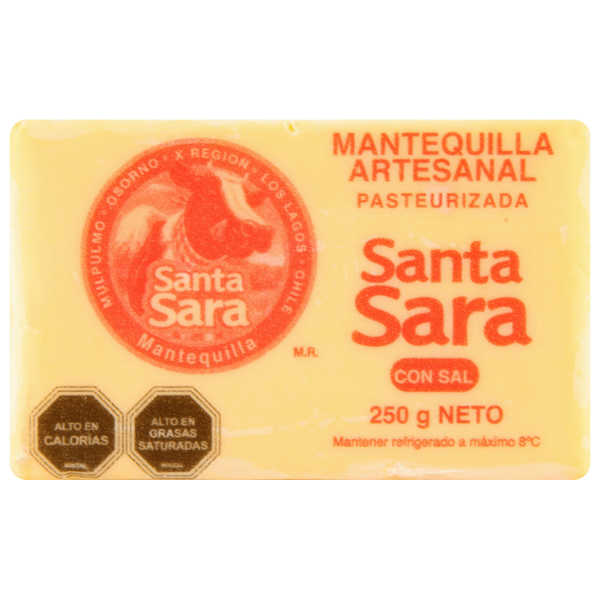 MULPULMO - OSORNO - X REGION - LOS LAGOS - CHILE
Santa
Sara
Mantequilla
M.R.
MANTEQUILLA
ARTESANAL
PASTEURIZADA
Santa
Sara
CON SAL
250 g NETO
Mantener refrigerado a máximo 8ºC
ALTO EN
CALORÍAS
ALTO EN
GRASAS
SATURADAS